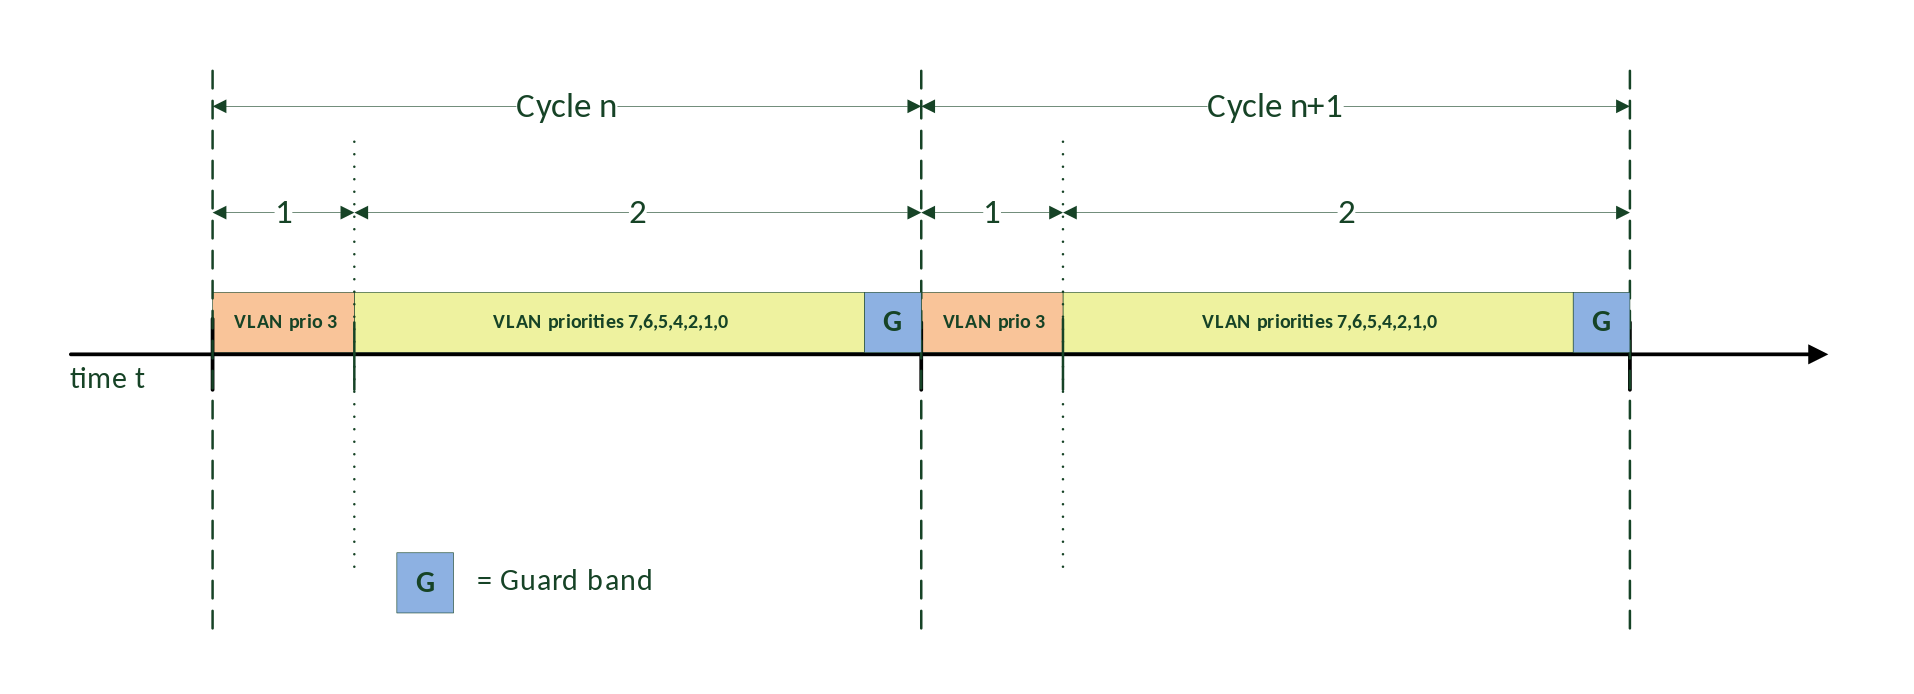 Cycle n Cycle n+1
1 2 1 2
VLAN prio 3 VLAN priorities 7,6,5,4,2,1,0 G VLAN prio 3 VLAN priorities 7,6,5,4,2,1,0 G
time t
G = Guard band